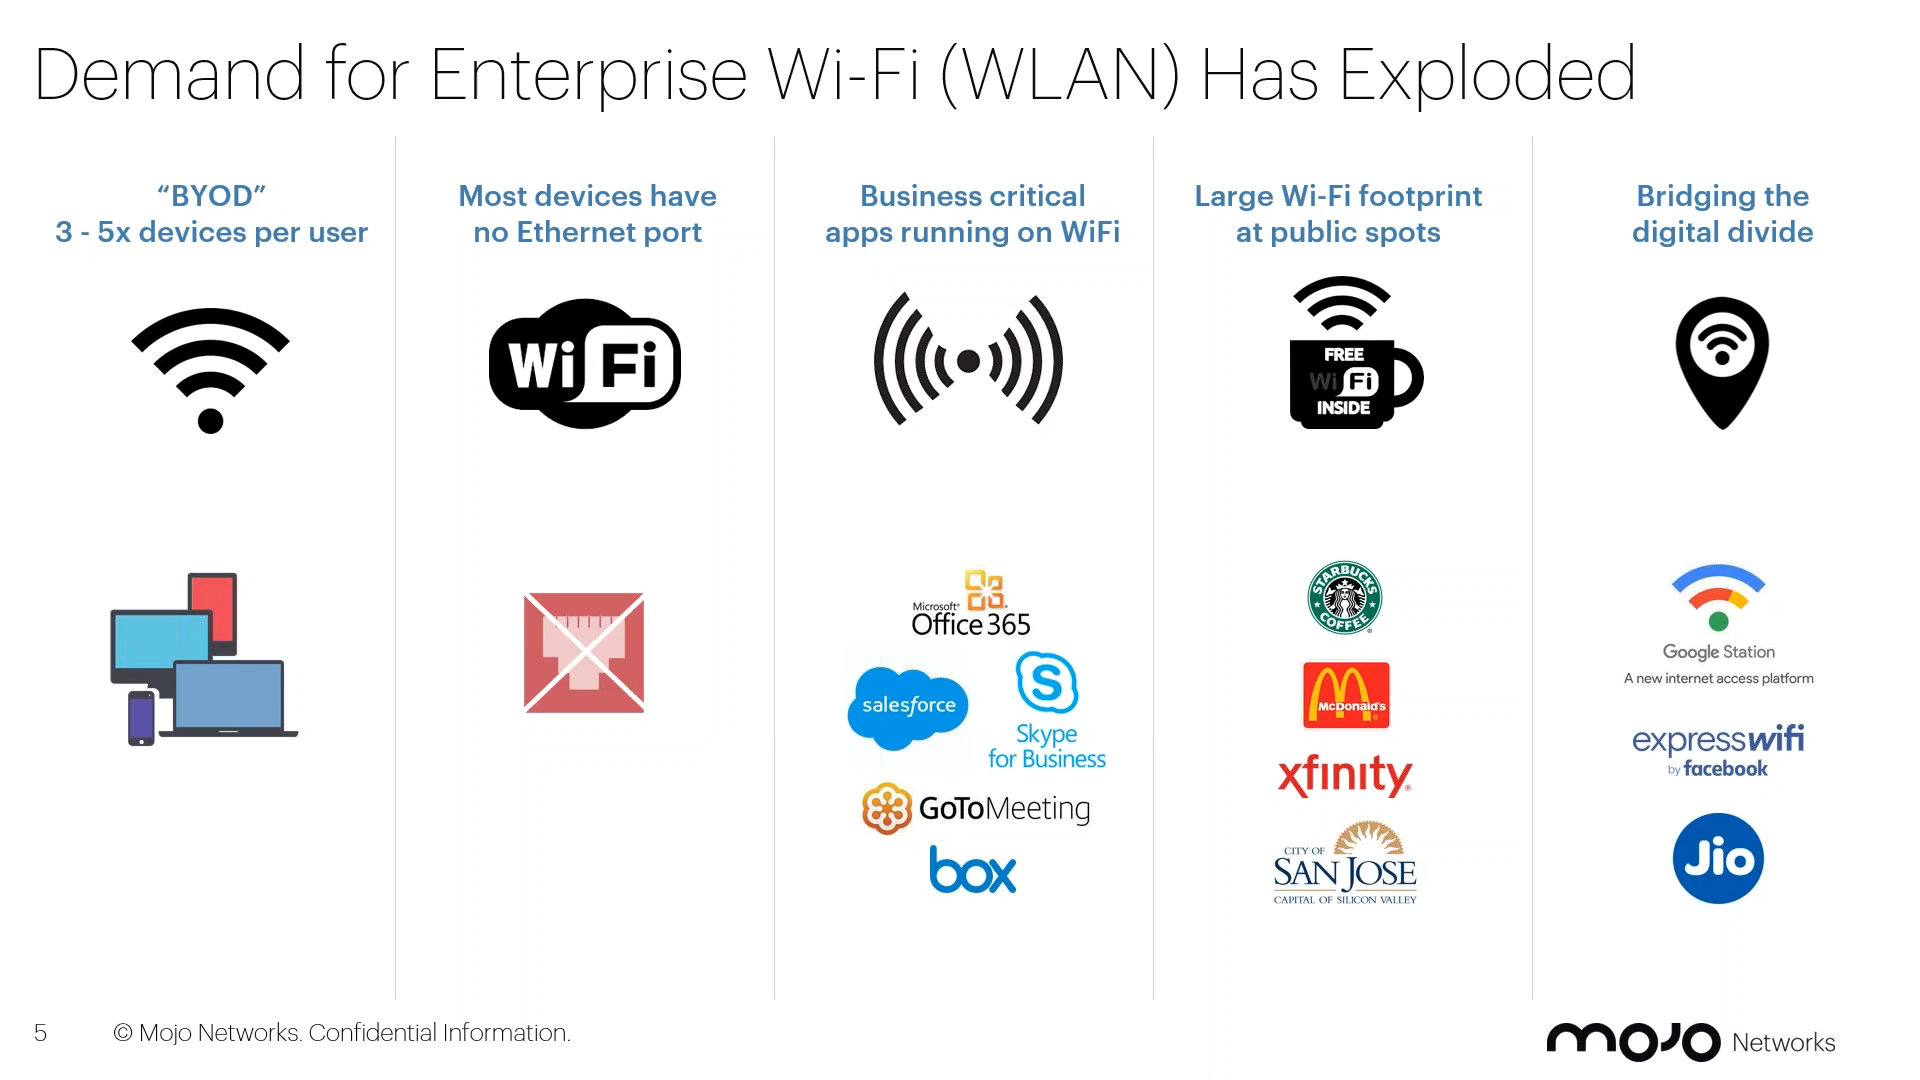 Demand for Enterprise Wi-Fi (WLAN) Has Exploded
“BYOD”
3 - 5x devices per user
Most devices have
no Ethernet port
Wi Fi
Business critical
apps running on WiFi
Microsoft®
Office 365
salesforce
S
Skype
for Business
GoToMeeting
box
Large Wi-Fi footprint
at public spots
FREE
Wi Fi
INSIDE
STARBUCKS
COFFEE
McDonald's
xfinity
CITY OF
SAN JOSE
CAPITAL OF SILICON VALLEY
Bridging the
digital divide
Google Station
A new internet access platform
expresswifi
by facebook
Jio
5
© Mojo Networks. Confidential Information.
mojo Networks